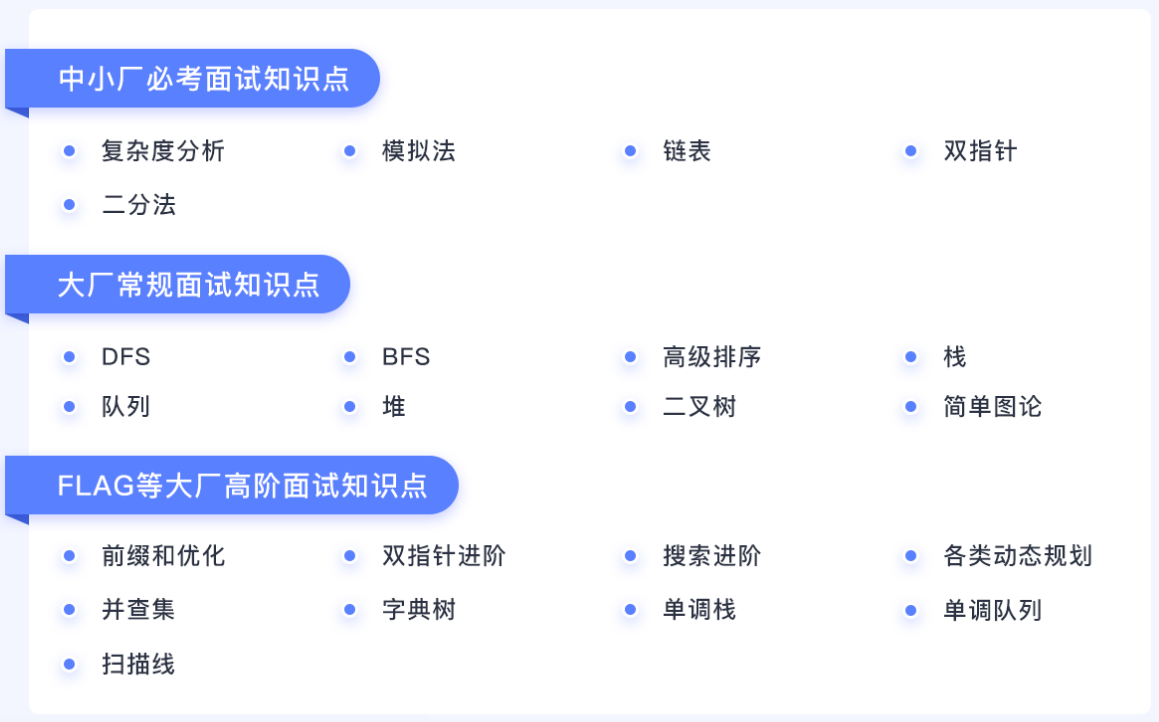 中小厂必考面试知识点
复杂度分析 模拟法 链表 双指针
二分法
大厂常规面试知识点
DFS BFS 高级排序 栈
队列 堆 二叉树 简单图论
FLAG等大厂高阶面试知识点
前缀和优化 双指针进阶 搜索进阶 各类动态规划
并查集 字典树 单调栈 单调队列
扫描线